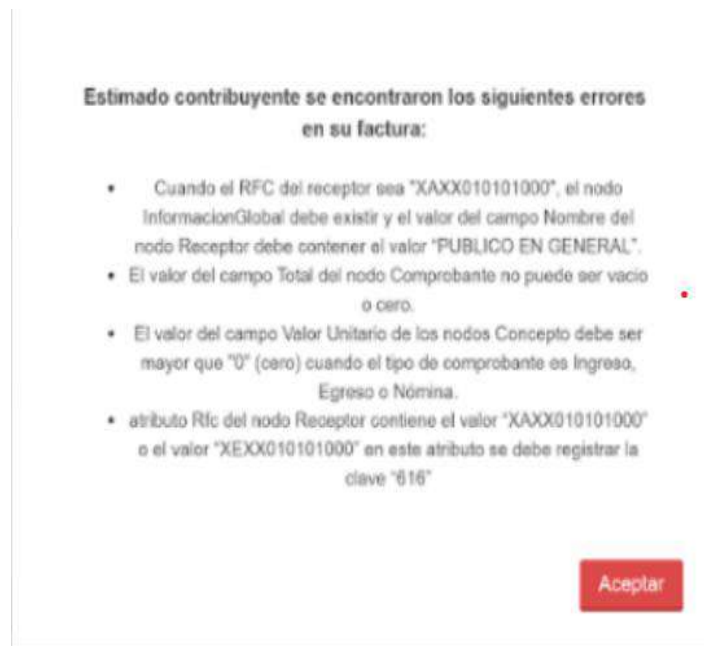 Estimado contribuyente se encontraron los siguientes errores
en su factura:
• Cuando el RFC del receptor sea "XAXX010101000", el nodo
InformacionGlobal debe existir y el valor del campo Nombre del
nodo Receptor debe contener el valor "PUBLICO EN GENERAL".
• El valor del campo Total del nodo Comprobante no puede ser vacio
o cero.
• El valor del campo Valor Unitario de los nodos Concepto debe ser
mayor que "0" (cero) cuando el tipo de comprobante es Ingreso,
Egreso o Nómina.
• atributo Rfc del nodo Receptor contiene el valor "XAXX010101000"
o el valor "XEXX010101000" en este atributo se debe registrar la
clave "616"
Aceptar